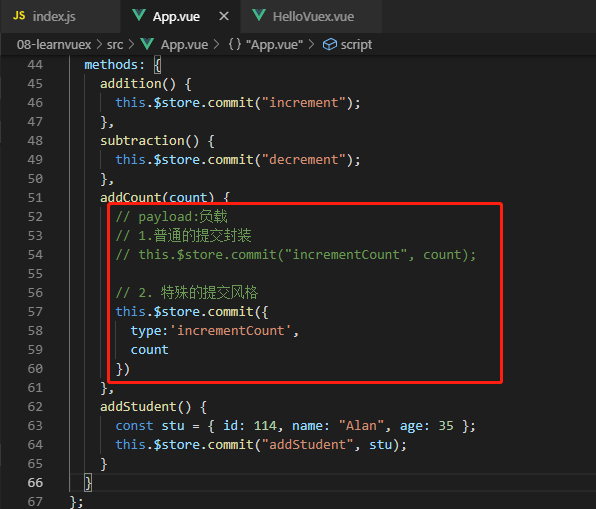 JS index.js App.vue × HelloVuex.vue
08-learnvuex > src > App.vue > {} "App.vue" > script
44 methods: {
45 addition() {
46 this.$store.commit("increment");
47 },
48 subtraction() {
49 this.$store.commit("decrement");
50 },
51 addCount(count) {
52 // payload:负载
53 // 1.普通的提交封装
54 // this.$store.commit("incrementCount", count);
55
56 // 2. 特殊的提交风格
57 this.$store.commit({
58 type:'incrementCount',
59 count
60 })
61 },
62 addStudent() {
63 const stu = { id: 114, name: "Alan", age: 35 };
64 this.$store.commit("addStudent", stu);
65 }
66 }
67 };